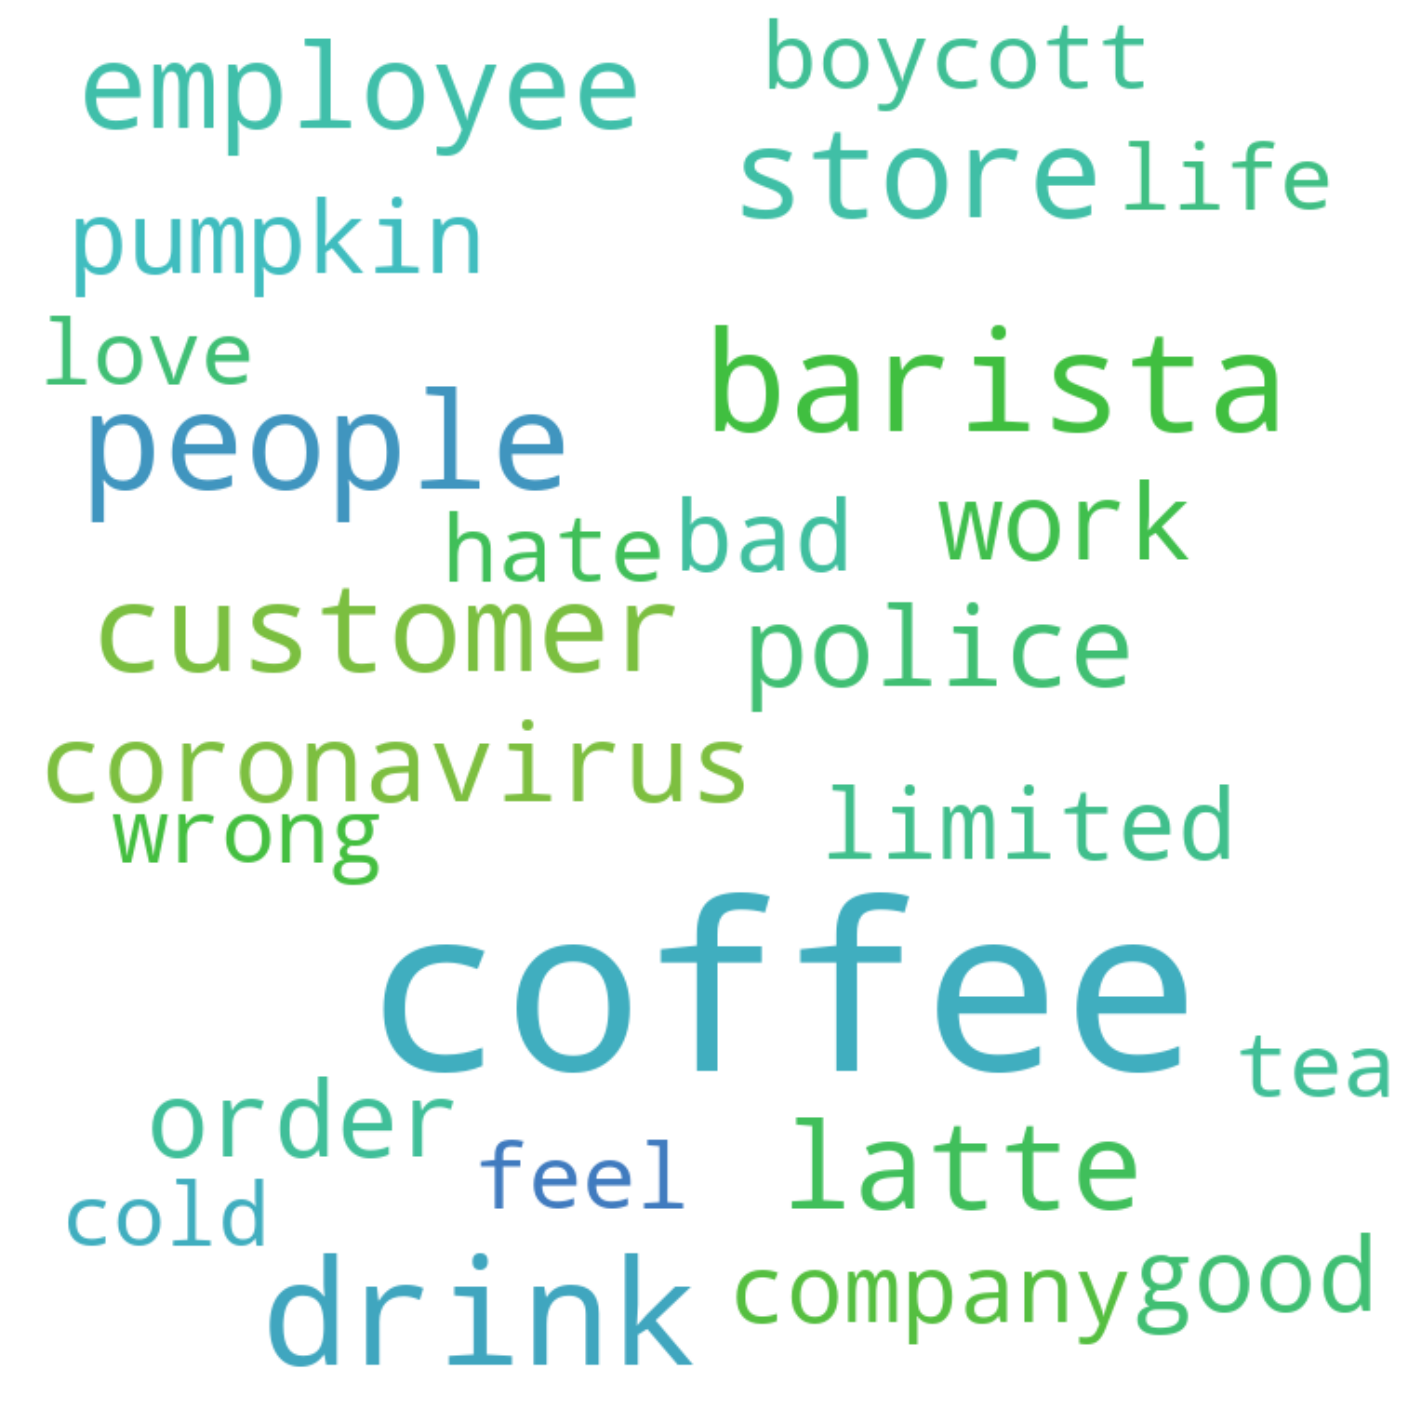 employee
boycott
store
life
pumpkin
love
barista
people
work
hate
bad
customer
police
coronavirus
wrong
limited
coffee
tea
order
feel
latte
cold
drink
company
good